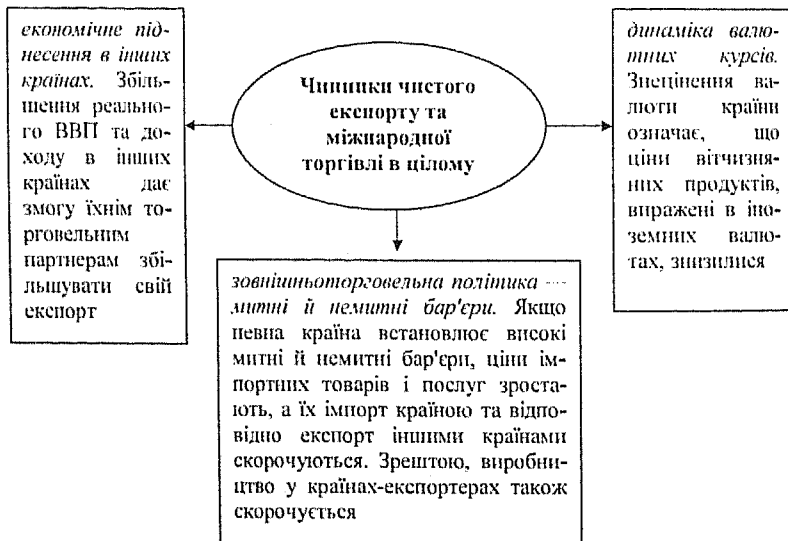 економічне під-
несення в інших
країнах. Збіль-
шення реально-
го ВВП та до-
ходу в інших
країнах дає
змогу їхнім то-
рговельним
партнерам збі-
льшувати свій
експорт
Чинники чистого
експорту та
міжнародної
торгівлі в цілому
динаміка валю-
тних курсів.
Знецінення ва-
люти країни
означає, що
ціни вітчизня-
них продуктів,
виражені в іно-
земних валю-
тах, знизилися
зовнішньоторговельна політика —
митні й немитні бар'єри. Якщо
певна країна встановлює високі
митні й немитні бар'єри, ціни ім-
портних товарів і послуг зроста-
ють, а їх імпорт країною та відпо-
відно експорт іншими країнами
скорочуються. Зрештою, виробни-
цтво у країнах-експортерах також
скорочується